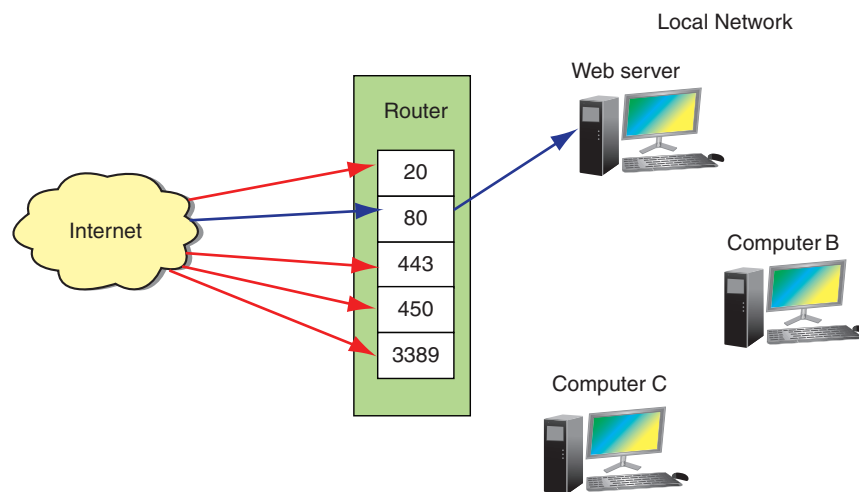 Local Network
Web server
Router
20
80
443
450
3389
Internet
Computer B
Computer C